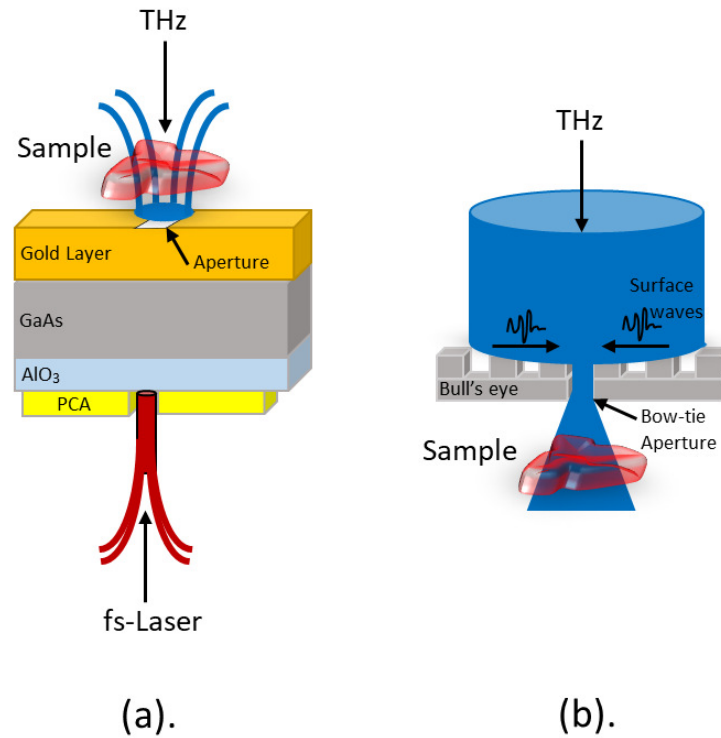 THz
Sample
Gold Layer
Aperture
GaAs
AlO₃
PCA
fs-Laser
(a).
THz
Surface
waves
Bull's eye
Bow-tie
Aperture
Sample
(b).